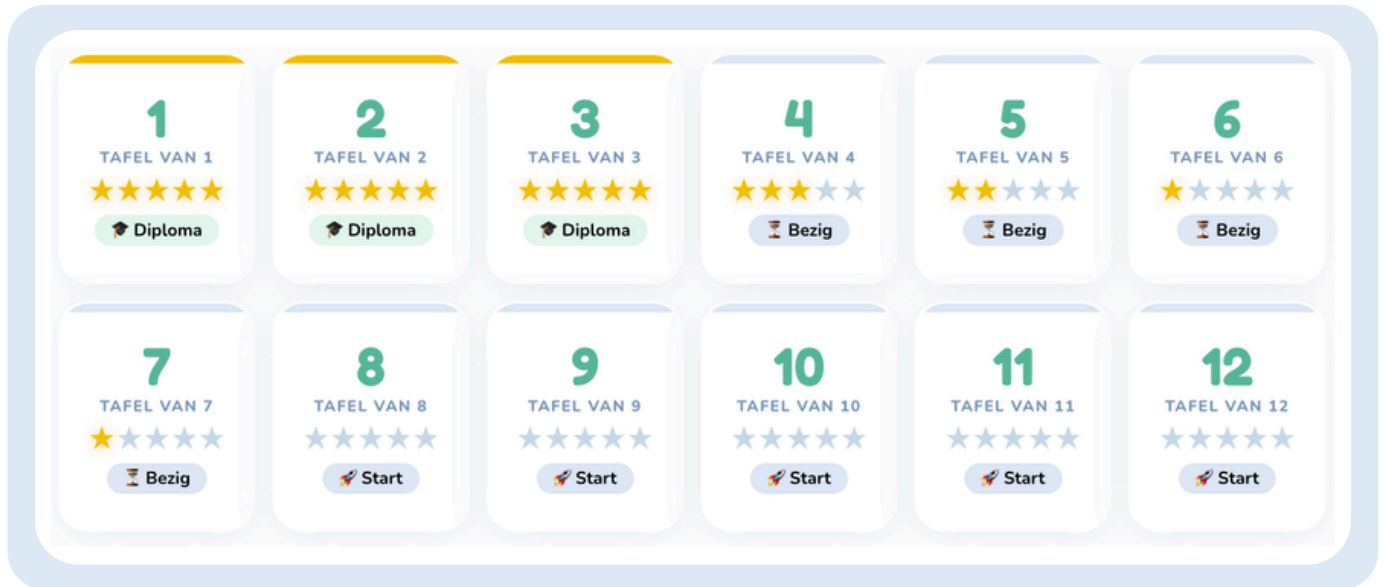 1 2 3 4 5 6
TAFEL VAN 1 TAFEL VAN 2 TAFEL VAN 3 TAFEL VAN 4 TAFEL VAN 5 TAFEL VAN 6
Diploma Diploma Diploma Bezig Bezig Bezig
7 8 9 10 11 12
TAFEL VAN 7 TAFEL VAN 8 TAFEL VAN 9 TAFEL VAN 10 TAFEL VAN 11 TAFEL VAN 12
Bezig Start Start Start Start Start